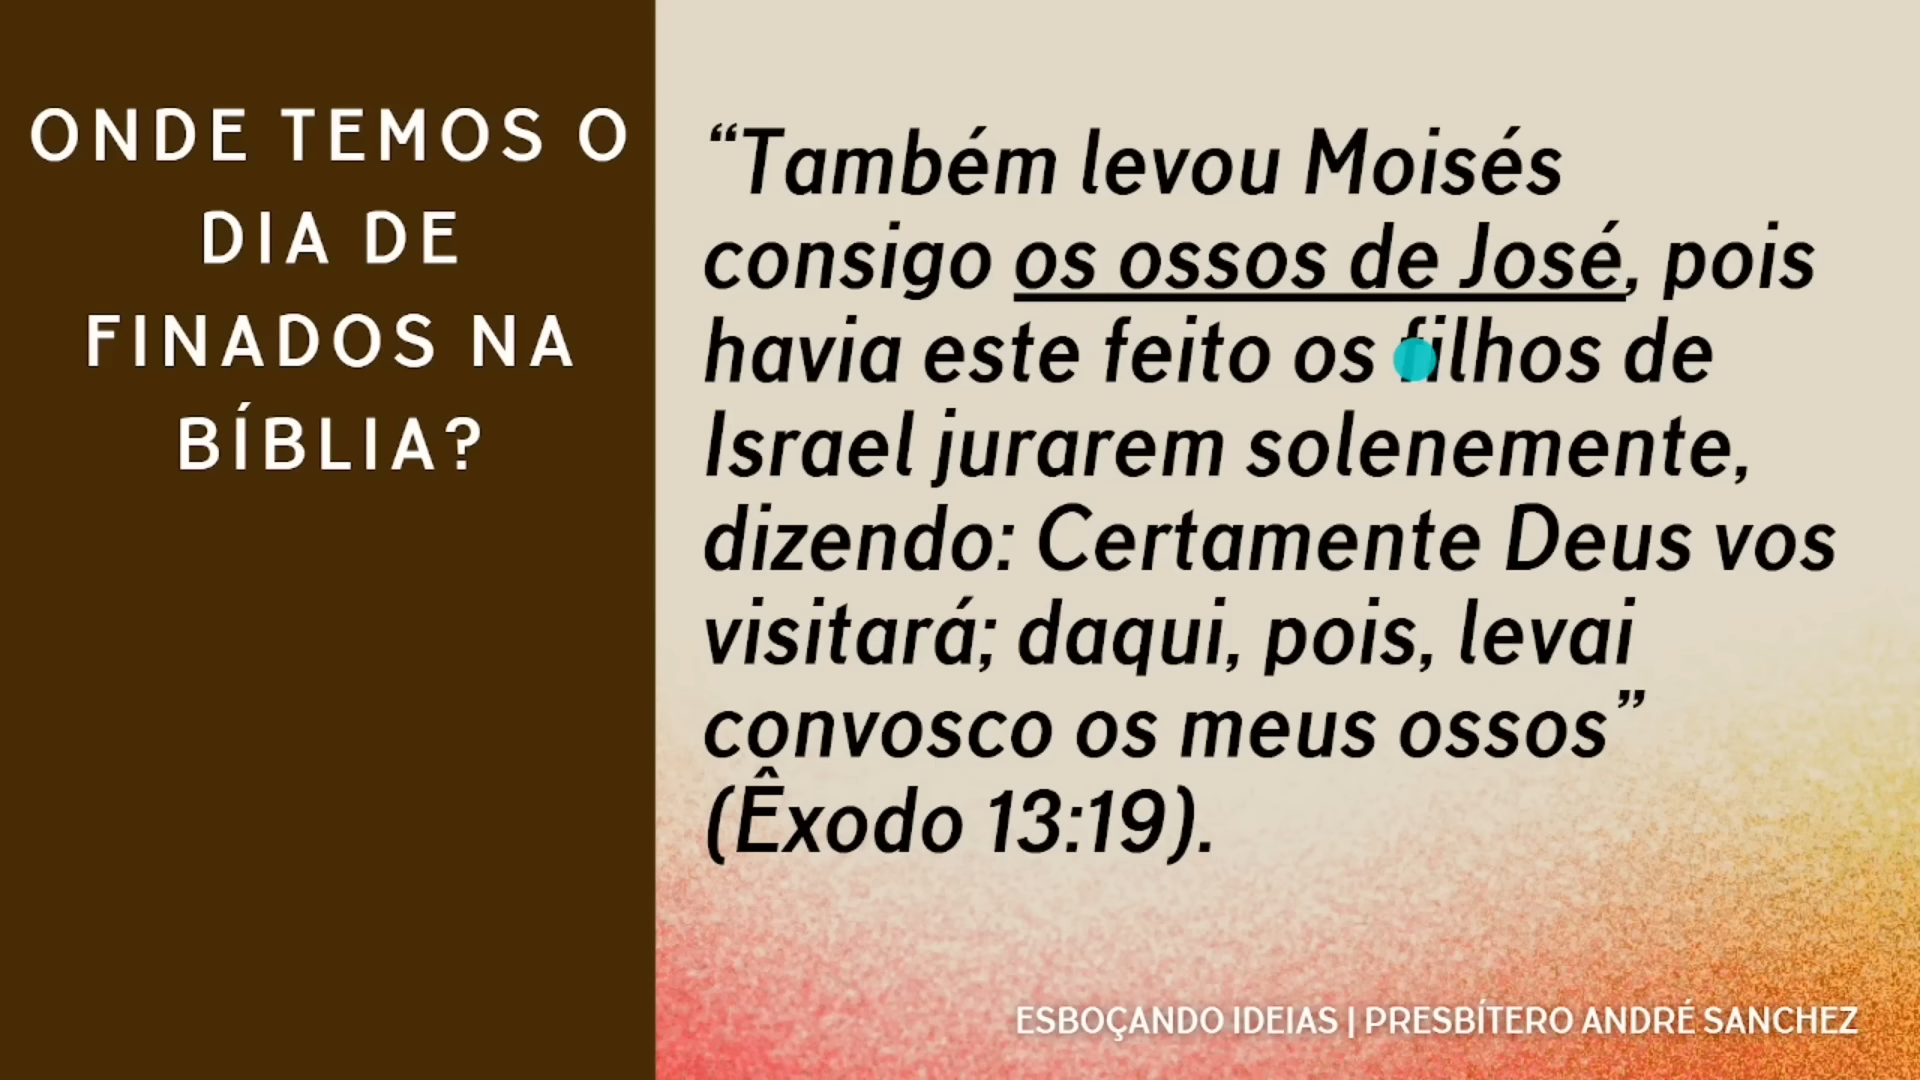 ONDE TEMOS O
DIA DE
FINADOS NA
BÍBLIA?
“Também levou Moisés
consigo os ossos de José, pois
havia este feito os filhos de
Israel jurarem solenemente,
dizendo: Certamente Deus vos
visitará; daqui, pois, levai
convosco os meus ossos”
(Êxodo 13:19).
ESBOÇANDO IDEIAS | PRESBÍTERO ANDRÉ SANCHEZ